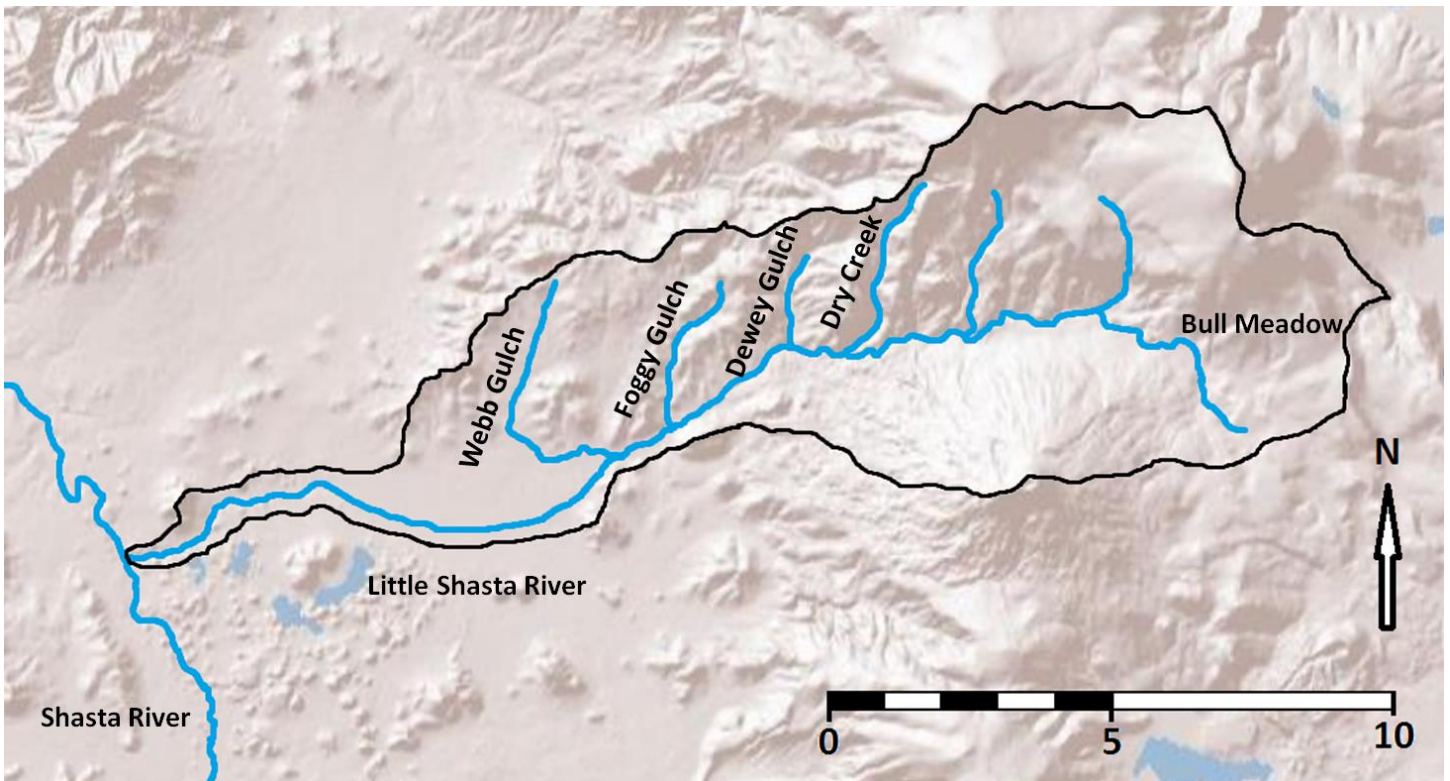 Dry Creek
Dewey Gulch
Foggy Gulch
Webb Gulch
Bull Meadow
N
Little Shasta River
Shasta River
0
5
10